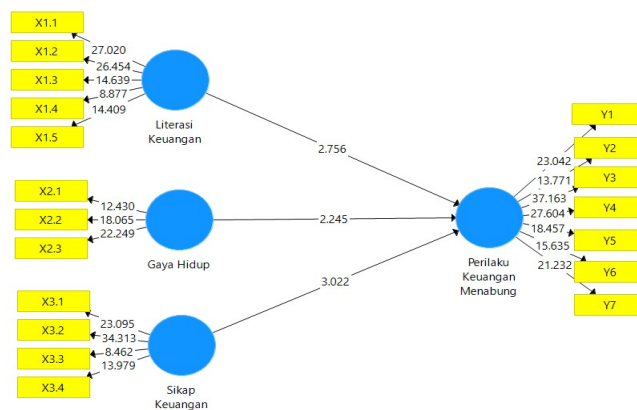 X1.1
X1.2
X1.3
X1.4
X1.5
27.020
26.454
14.639
8.877
14.409
Literasi
Keuangan
2.756
X2.1
X2.2
X2.3
12.430
18.065
22.249
Gaya Hidup
2.245
X3.1
X3.2
X3.3
X3.4
23.095
34.313
8.462
13.979
Sikap
Keuangan
3.022
Perilaku
Keuangan
Menabung
23.042
13.771
37.163
27.604
18.457
15.635
21.232
Y1
Y2
Y3
Y4
Y5
Y6
Y7